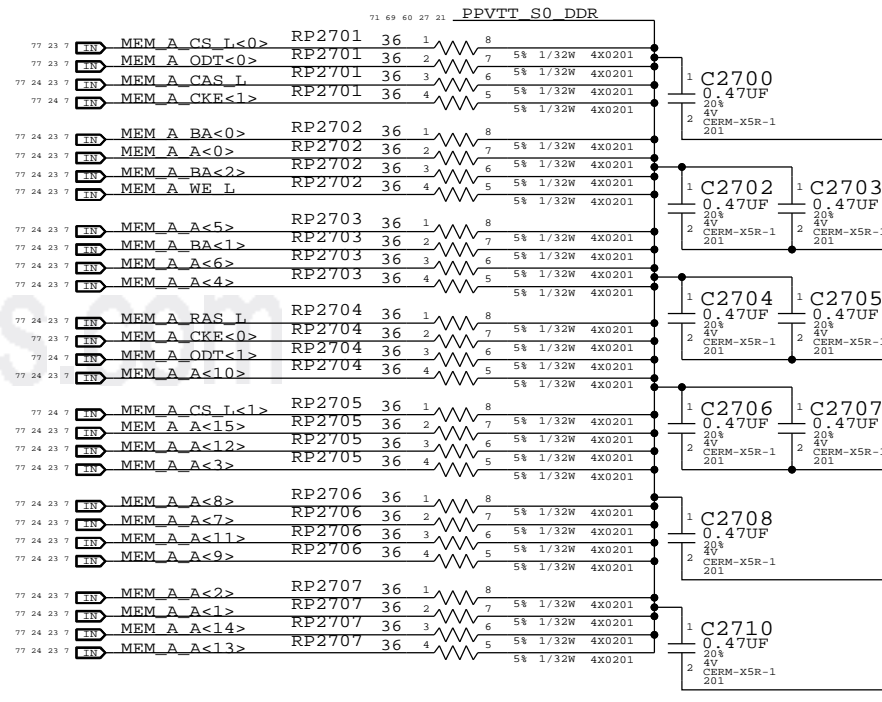 71 69 60 27 21 PPVTT_S0_DDR
77 23 7 IN MEM_A_CS_L<0> RP2701 36 1 8 5% 1/32W 4X0201
77 23 7 IN MEM_A_ODT<0> RP2701 36 2 7 5% 1/32W 4X0201
77 24 23 7 IN MEM_A_CAS_L RP2701 36 3 6 5% 1/32W 4X0201
77 24 7 IN MEM_A_CKE<1> RP2701 36 4 5 5% 1/32W 4X0201
1 C2700
0.47UF
20%
4V
2 CERM-X5R-1
201
77 24 23 7 IN MEM_A_BA<0> RP2702 36 1 8 5% 1/32W 4X0201
77 24 23 7 IN MEM_A_A<0> RP2702 36 2 7 5% 1/32W 4X0201
77 24 23 7 IN MEM_A_BA<2> RP2702 36 3 6 5% 1/32W 4X0201
77 24 23 7 IN MEM_A_WE_L RP2702 36 4 5 5% 1/32W 4X0201
1 C2702 1 C2703
0.47UF 0.47UF
20% 20%
4V 4V
2 CERM-X5R-1 2 CERM-X5R-1
201 201
77 24 23 7 IN MEM_A_A<5> RP2703 36 1 8 5% 1/32W 4X0201
77 24 23 7 IN MEM_A_BA<1> RP2703 36 2 7 5% 1/32W 4X0201
77 24 23 7 IN MEM_A_A<6> RP2703 36 3 6 5% 1/32W 4X0201
77 24 23 7 IN MEM_A_A<4> RP2703 36 4 5 5% 1/32W 4X0201
1 C2704 1 C2705
0.47UF 0.47UF
20% 20%
4V 4V
2 CERM-X5R-1 2 CERM-X5R-1
201 201
s.com
77 24 23 7 IN MEM_A_RAS_L RP2704 36 1 8 5% 1/32W 4X0201
77 23 7 IN MEM_A_CKE<0> RP2704 36 2 7 5% 1/32W 4X0201
77 24 7 IN MEM_A_ODT<1> RP2704 36 3 6 5% 1/32W 4X0201
77 24 23 7 IN MEM_A_A<10> RP2704 36 4 5 5% 1/32W 4X0201
1 C2706 1 C2707
0.47UF 0.47UF
20% 20%
4V 4V
2 CERM-X5R-1 2 CERM-X5R-1
201 201
77 24 7 IN MEM_A_CS_L<1> RP2705 36 1 8 5% 1/32W 4X0201
77 24 23 7 IN MEM_A_A<15> RP2705 36 2 7 5% 1/32W 4X0201
77 24 23 7 IN MEM_A_A<12> RP2705 36 3 6 5% 1/32W 4X0201
77 24 23 7 IN MEM_A_A<3> RP2705 36 4 5 5% 1/32W 4X0201
77 24 23 7 IN MEM_A_A<8> RP2706 36 1 8 5% 1/32W 4X0201
77 24 23 7 IN MEM_A_A<7> RP2706 36 2 7 5% 1/32W 4X0201
77 24 23 7 IN MEM_A_A<11> RP2706 36 3 6 5% 1/32W 4X0201
77 24 23 7 IN MEM_A_A<9> RP2706 36 4 5 5% 1/32W 4X0201
1 C2708
0.47UF
20%
4V
2 CERM-X5R-1
201
77 24 23 7 IN MEM_A_A<2> RP2707 36 1 8 5% 1/32W 4X0201
77 24 23 7 IN MEM_A_A<1> RP2707 36 2 7 5% 1/32W 4X0201
77 24 23 7 IN MEM_A_A<14> RP2707 36 3 6 5% 1/32W 4X0201
77 24 23 7 IN MEM_A_A<13> RP2707 36 4 5 5% 1/32W 4X0201
1 C2710
0.47UF
20%
4V
2 CERM-X5R-1
201